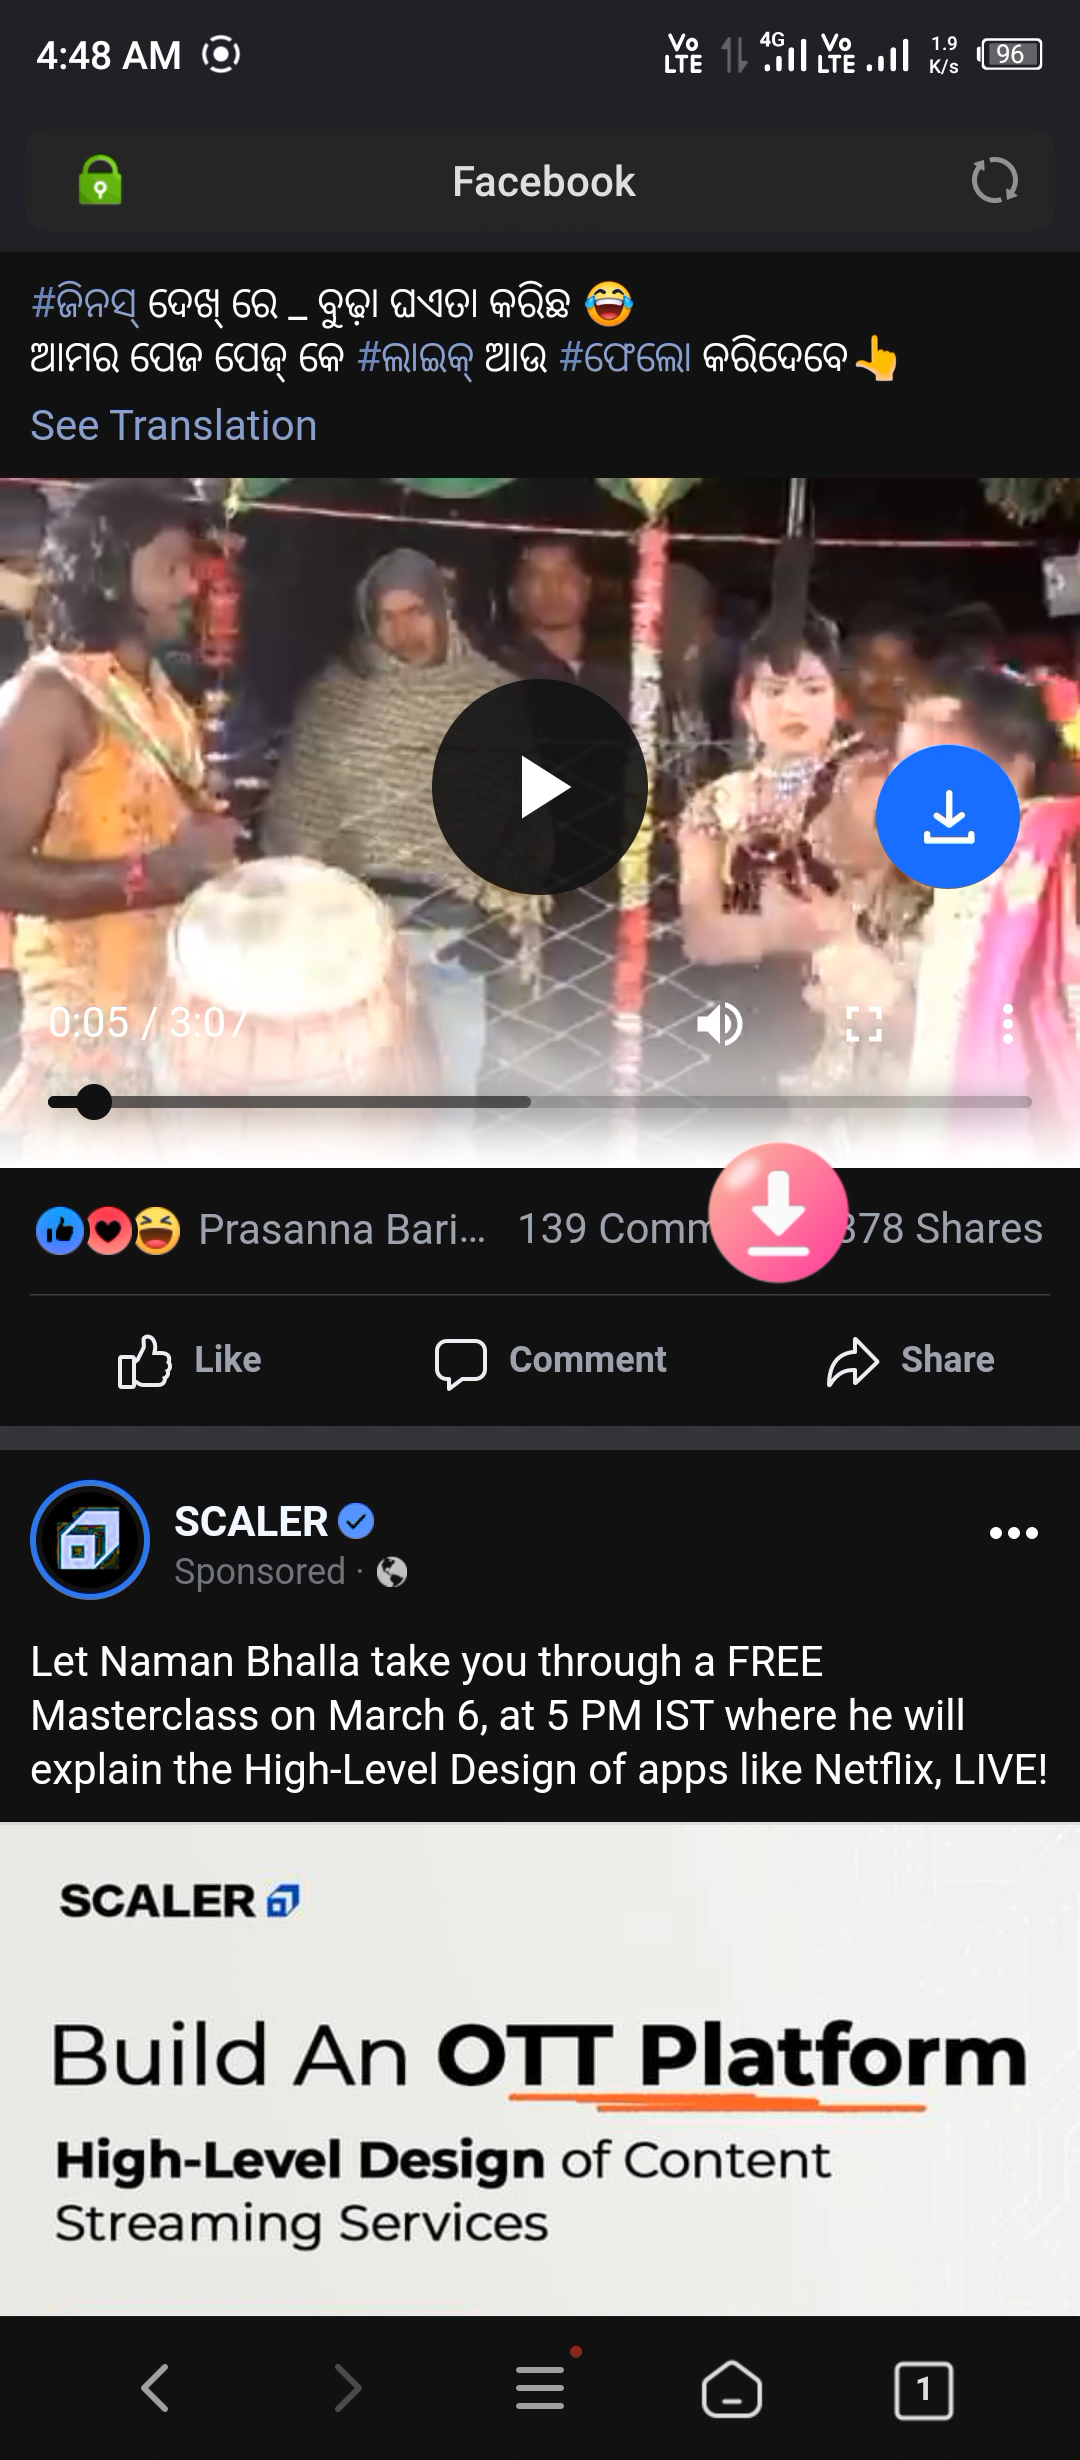 4:48 AM
Vo LTE 4G Vo LTE 1.9 K/s 96
Facebook
#ଜିନସ୍ ଦେଖ୍ ରେ _ ବୁଢ଼ା ଘଏତା କରିଛି 😂
ଆମର ପେଜ ପେଜ୍ କେ #ଲାଇକ୍ ଆଉ #ଫୋଲୋ କରିଦେବେ👆
See Translation
0:05 / 3:07
Prasanna Bari... 139 Comm 378 Shares
Like Comment Share
SCALER
Sponsored ·
Let Naman Bhalla take you through a FREE
Masterclass on March 6, at 5 PM IST where he will
explain the High-Level Design of apps like Netflix, LIVE!
SCALER
Build An OTT Platform
High-Level Design of Content
Streaming Services
1